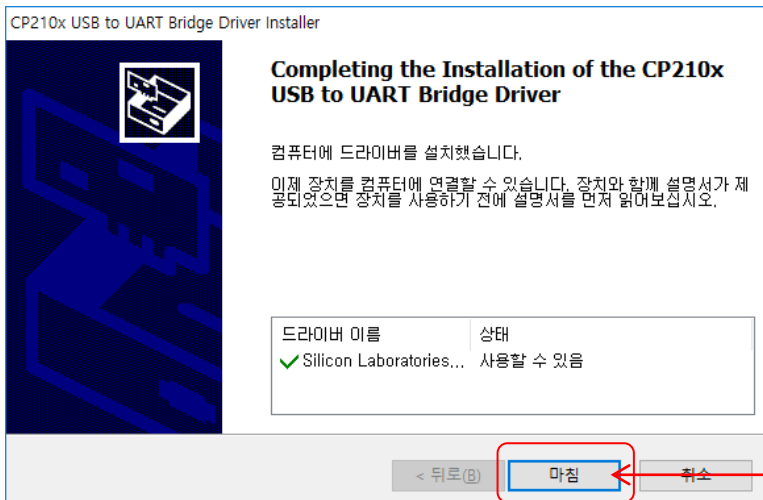 CP210x USB to UART Bridge Driver Installer
Completing the Installation of the CP210x
USB to UART Bridge Driver
컴퓨터에 드라이버를 설치했습니다.
이제 장치를 컴퓨터에 연결할 수 있습니다. 장치와 함께 설명서가 제
공되었으면 장치를 사용하기 전에 설명서를 먼저 읽어보십시오.
드라이버 이름 상태
Silicon Laboratories... 사용할 수 있음
< 뒤로(B) 마침 취소